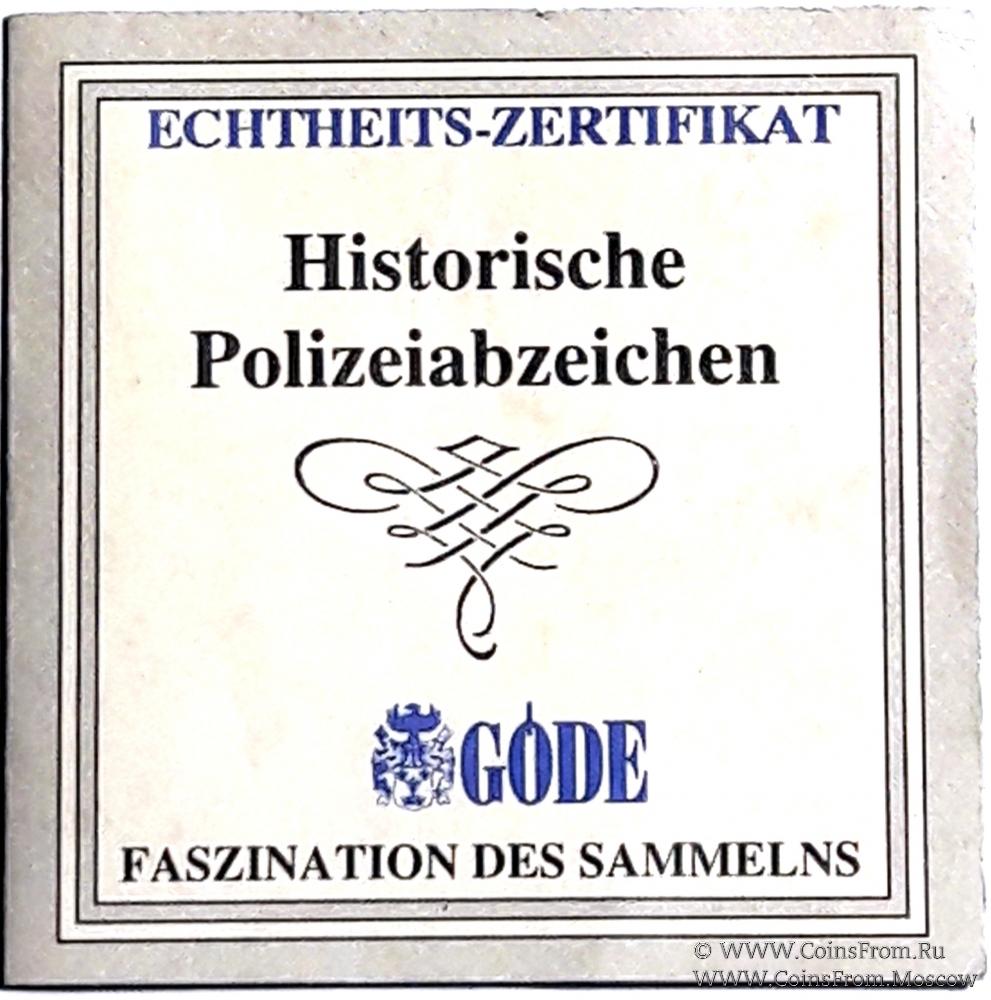 ECHTHEITS-ZERTIFIKAT
Historische
Polizeiabzeichen
GÖDE
FASZINATION DES SAMMELNS
© WWW.CoinsFrom.Ru
WWW.CoinsFrom.Moscow